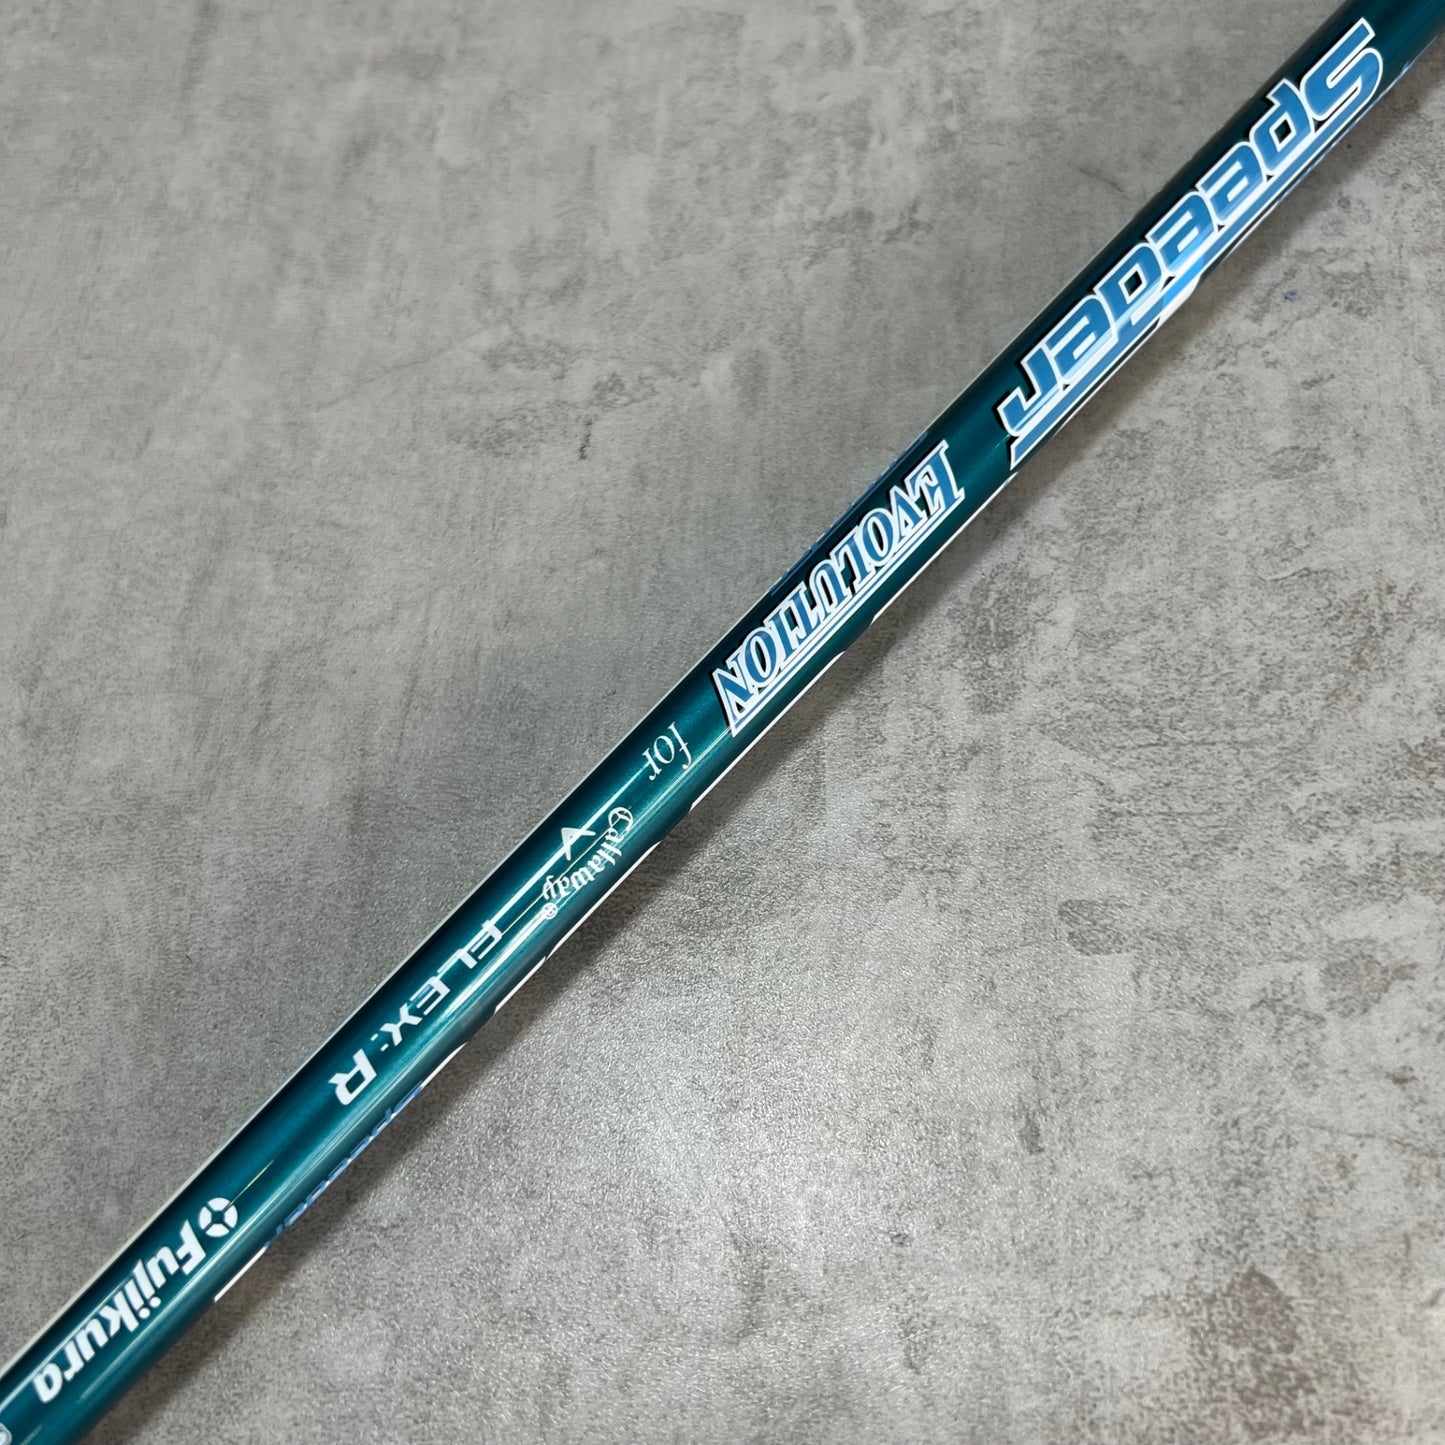 Speeder
EVOLUTION
for
Callaway®
FLEX:R
Fujikura